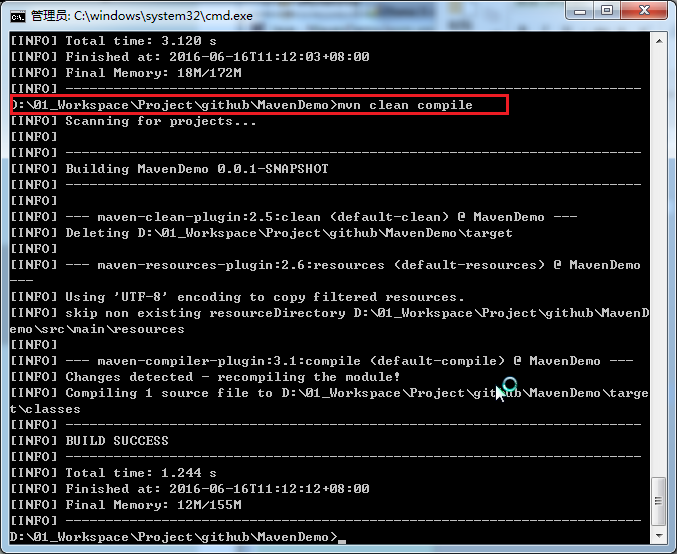 管理员: C:\windows\system32\cmd.exe
[INFO] Total time: 3.120 s
[INFO] Finished at: 2016-06-16T11:12:03+08:00
[INFO] Final Memory: 18M/172M
[INFO] ------------------------------------------------------------------------
D:\01_Workspace\Project\github\MavenDemo>mvn clean compile
[INFO] Scanning for projects...
[INFO]
[INFO] ------------------------------------------------------------------------
[INFO] Building MavenDemo 0.0.1-SNAPSHOT
[INFO] ------------------------------------------------------------------------
[INFO]
[INFO] --- maven-clean-plugin:2.5:clean (default-clean) @ MavenDemo ---
[INFO] Deleting D:\01_Workspace\Project\github\MavenDemo\target
[INFO]
[INFO] --- maven-resources-plugin:2.6:resources (default-resources) @ MavenDemo
---
[INFO] Using 'UTF-8' encoding to copy filtered resources.
[INFO] skip non existing resourceDirectory D:\01_Workspace\Project\github\MavenD
emo\src\main\resources
[INFO]
[INFO] --- maven-compiler-plugin:3.1:compile (default-compile) @ MavenDemo ---
[INFO] Changes detected - recompiling the module!
[INFO] Compiling 1 source file to D:\01_Workspace\Project\github\MavenDemo\targe
t\classes
[INFO] ------------------------------------------------------------------------
[INFO] BUILD SUCCESS
[INFO] ------------------------------------------------------------------------
[INFO] Total time: 1.244 s
[INFO] Finished at: 2016-06-16T11:12:12+08:00
[INFO] Final Memory: 12M/155M
[INFO] ------------------------------------------------------------------------
D:\01_Workspace\Project\github\MavenDemo>